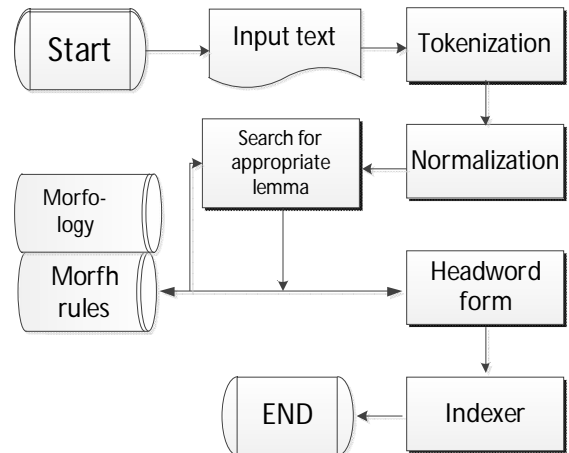 Start
Input text
Tokenization
Search for
appropriate
lemma
Normalization
Morfo-
logy
Morfh
rules
Headword
form
END
Indexer